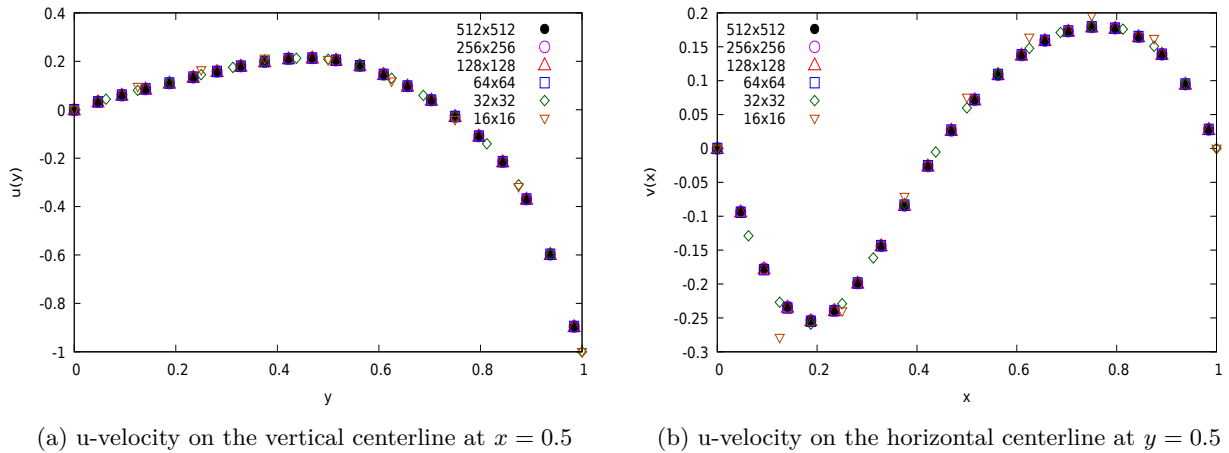 0.4
0.2
0
-0.2
-0.4
-0.6
-0.8
-1
0
0.2
0.4
0.6
0.8
1
u(y)
y
512x512
256x256
128x128
64x64
32x32
16x16
0.2
0.15
0.1
0.05
0
-0.05
-0.1
-0.15
-0.2
-0.25
-0.3
0
0.2
0.4
0.6
0.8
1
v(x)
x
512x512
256x256
128x128
64x64
32x32
16x16
(a) u-velocity on the vertical centerline at x = 0.5
(b) u-velocity on the horizontal centerline at y = 0.5